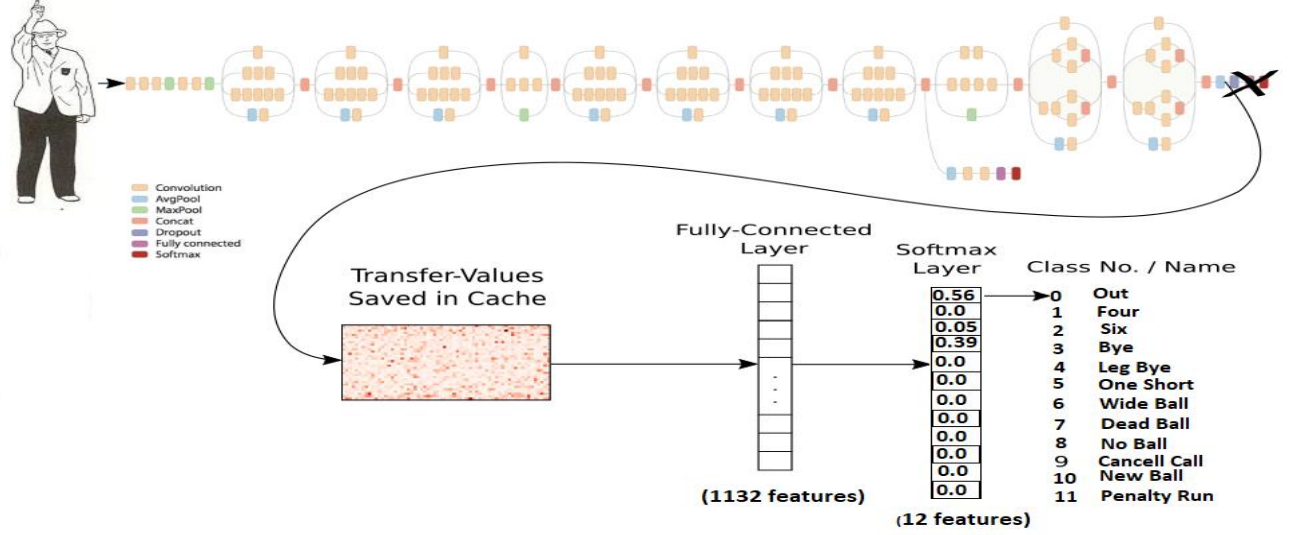 Convolution
AvgPool
MaxPool
Concat
Dropout
Fully connected
Softmax
Transfer-Values
Saved in Cache
Fully-Connected
Layer
(1132 features)
Softmax
Layer
0.56
0.0
0.05
0.39
0.0
0.0
0.0
0.0
0.0
0.0
0.0
0.0
(12 features)
Class No. / Name
0 Out
1 Four
2 Six
3 Bye
4 Leg Bye
5 One Short
6 Wide Ball
7 Dead Ball
8 No Ball
9 Cancell Call
10 New Ball
11 Penalty Run